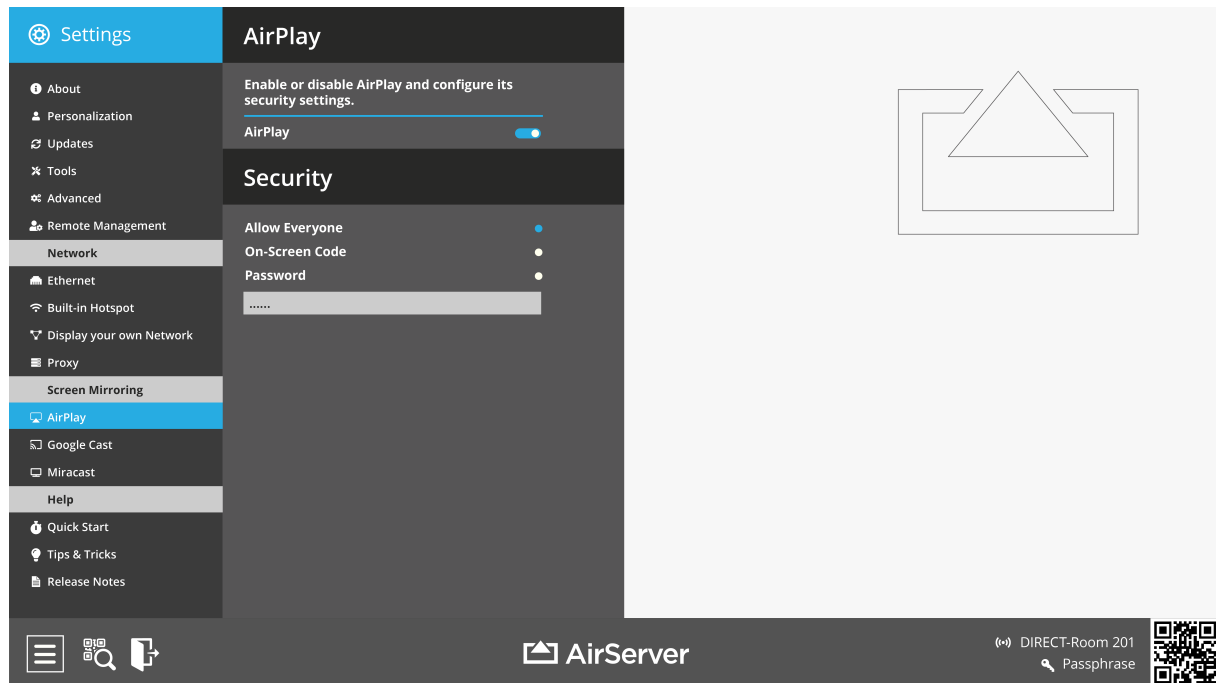 Settings
About
Personalization
Updates
Tools
Advanced
Remote Management
Network
Ethernet
Built-in Hotspot
Display your own Network
Proxy
Screen Mirroring
AirPlay
Google Cast
Miracast
Help
Quick Start
Tips & Tricks
Release Notes
AirPlay
Enable or disable AirPlay and configure its
security settings.
AirPlay
Security
Allow Everyone
On-Screen Code
Password
......
AirServer
DIRECT-Room 201
Passphrase